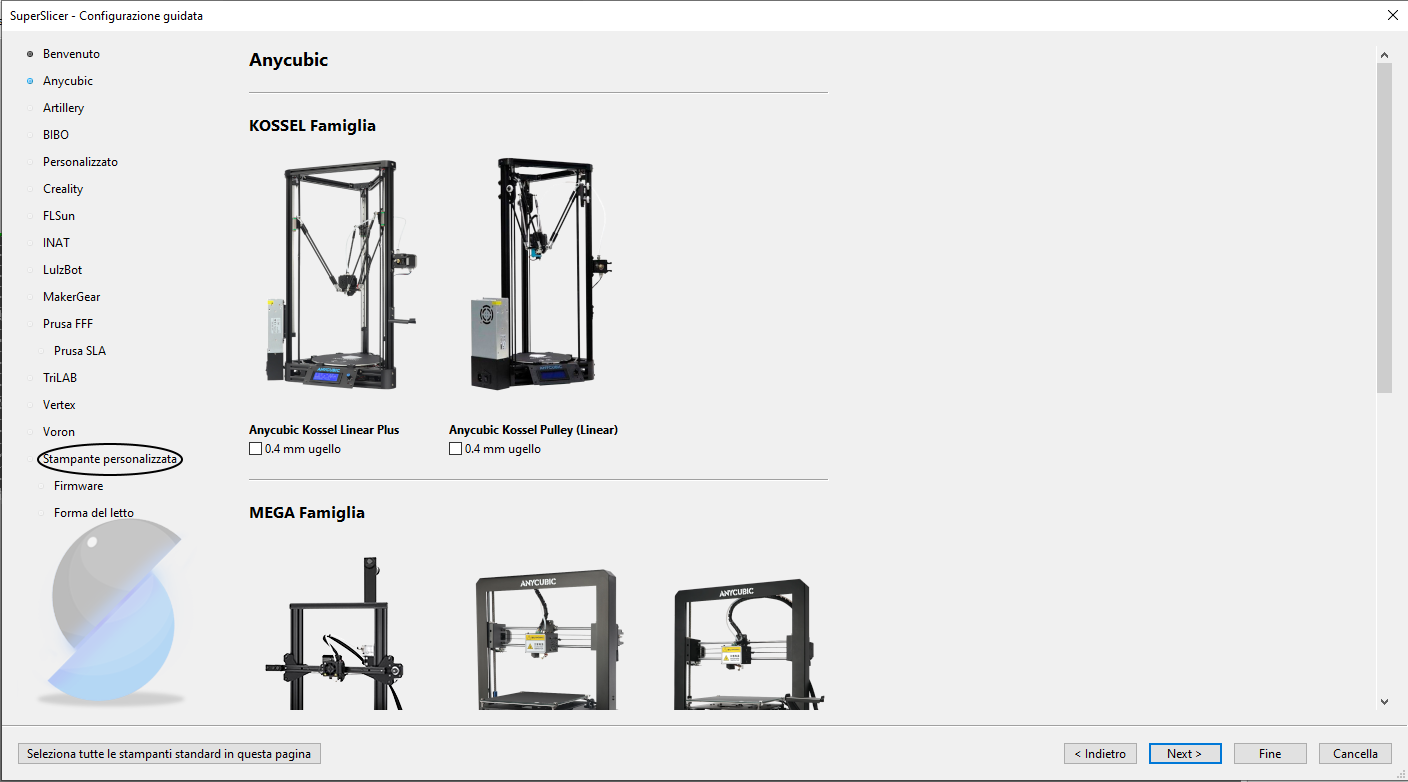 SuperSlicer - Configurazione guidata
Benvenuto
Anycubic
Artillery
BIBO
Personalizzato
Creality
FLSun
INAT
LulzBot
MakerGear
Prusa FFF
Prusa SLA
TriLAB
Vertex
Voron
Stampante personalizzata
Firmware
Forma del letto
Anycubic
KOSSEL Famiglia
ANYCUBIC
ANYCUBIC
Anycubic Kossel Linear Plus
Anycubic Kossel Pulley (Linear)
0.4 mm ugello
0.4 mm ugello
MEGA Famiglia
ANYCUBIC
ANYCUBIC
Seleziona tutte le stampanti standard in questa pagina
< Indietro
Next >
Fine
Cancella